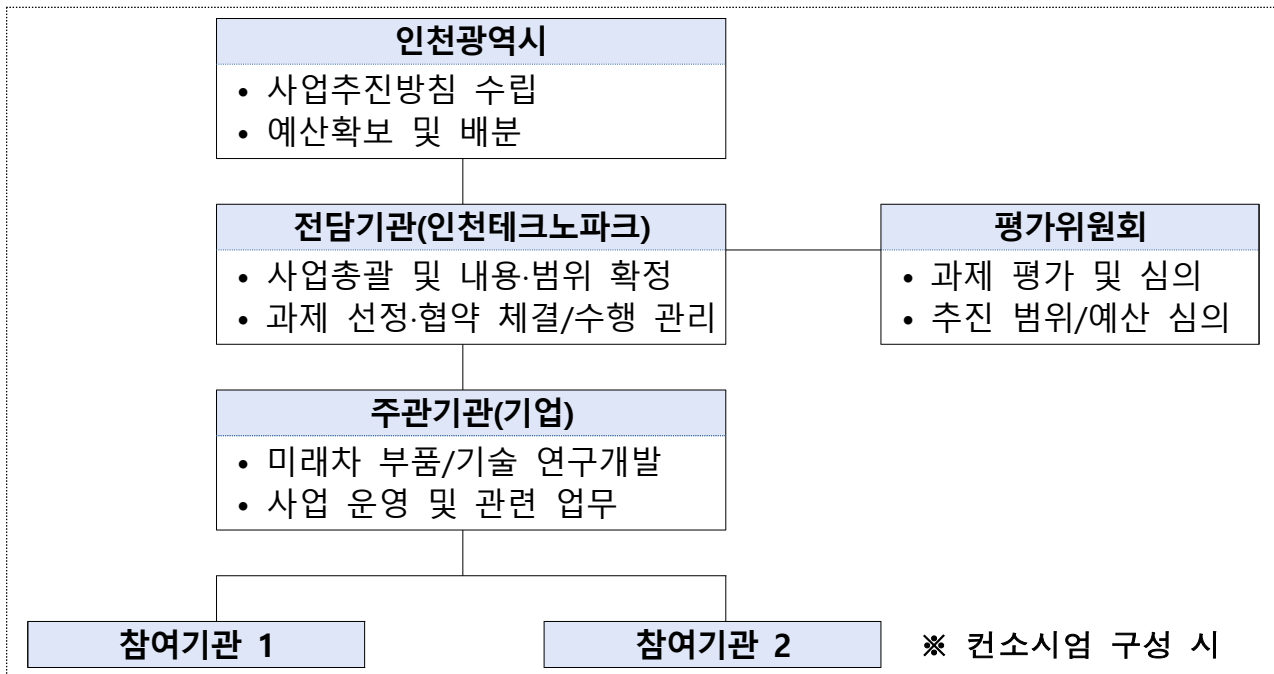 인천광역시
• 사업추진방침 수립
• 예산확보 및 배분
전담기관(인천테크노파크)
• 사업총괄 및 내용·범위 확정
• 과제 선정·협약 체결/수행 관리
평가위원회
• 과제 평가 및 심의
• 추진 범위/예산 심의
주관기관(기업)
• 미래차 부품/기술 연구개발
• 사업 운영 및 관련 업무
참여기관 1
참여기관 2
※ 컨소시엄 구성 시